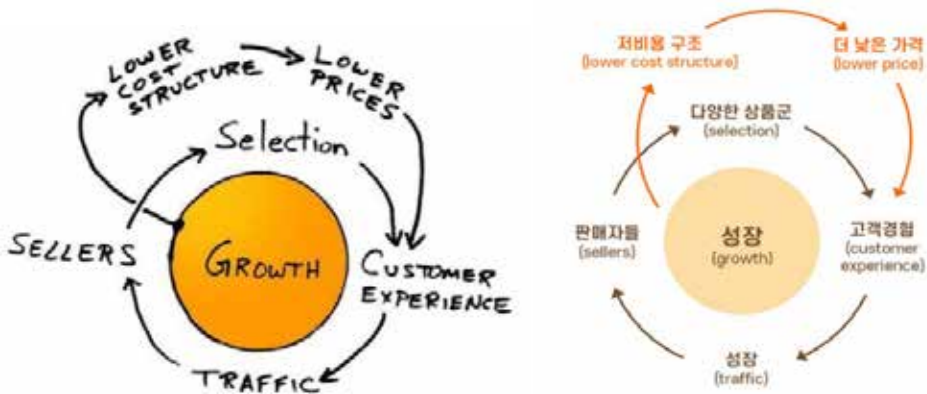 LOWER
COST
STRUCTURE
LOWER
PRICES
Selection
SELLERS
GROWTH
CUSTOMER
EXPERIENCE
TRAFFIC
저비용 구조
(lower cost structure)
더 낮은 가격
(lower price)
다양한 상품군
(selection)
판매자들
(sellers)
성장
(growth)
고객경험
(customer
experience)
성장
(traffic)